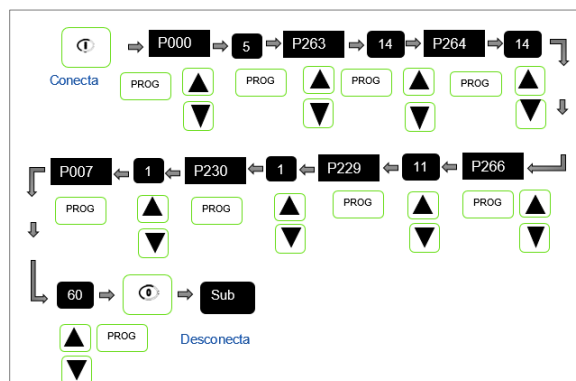 P000 5 P263 14 P264 14
Conecta
PROG PROG PROG PROG
P007 1 P230 1 P229 11 P266
PROG PROG PROG PROG
60 Sub
PROG Desconecta